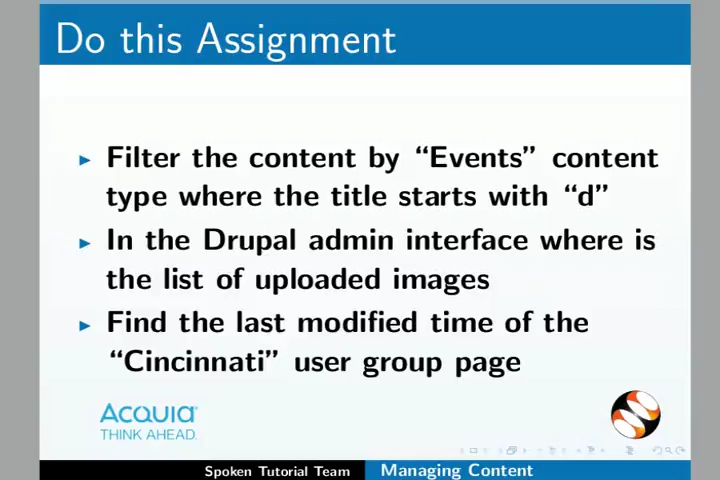 Do this Assignment
Filter the content by “Events” content
type where the title starts with “d”
In the Drupal admin interface where is
the list of uploaded images
Find the last modified time of the
“Cincinnati” user group page
ACQUIA
THINK AHEAD.
Spoken Tutorial Team Managing Content